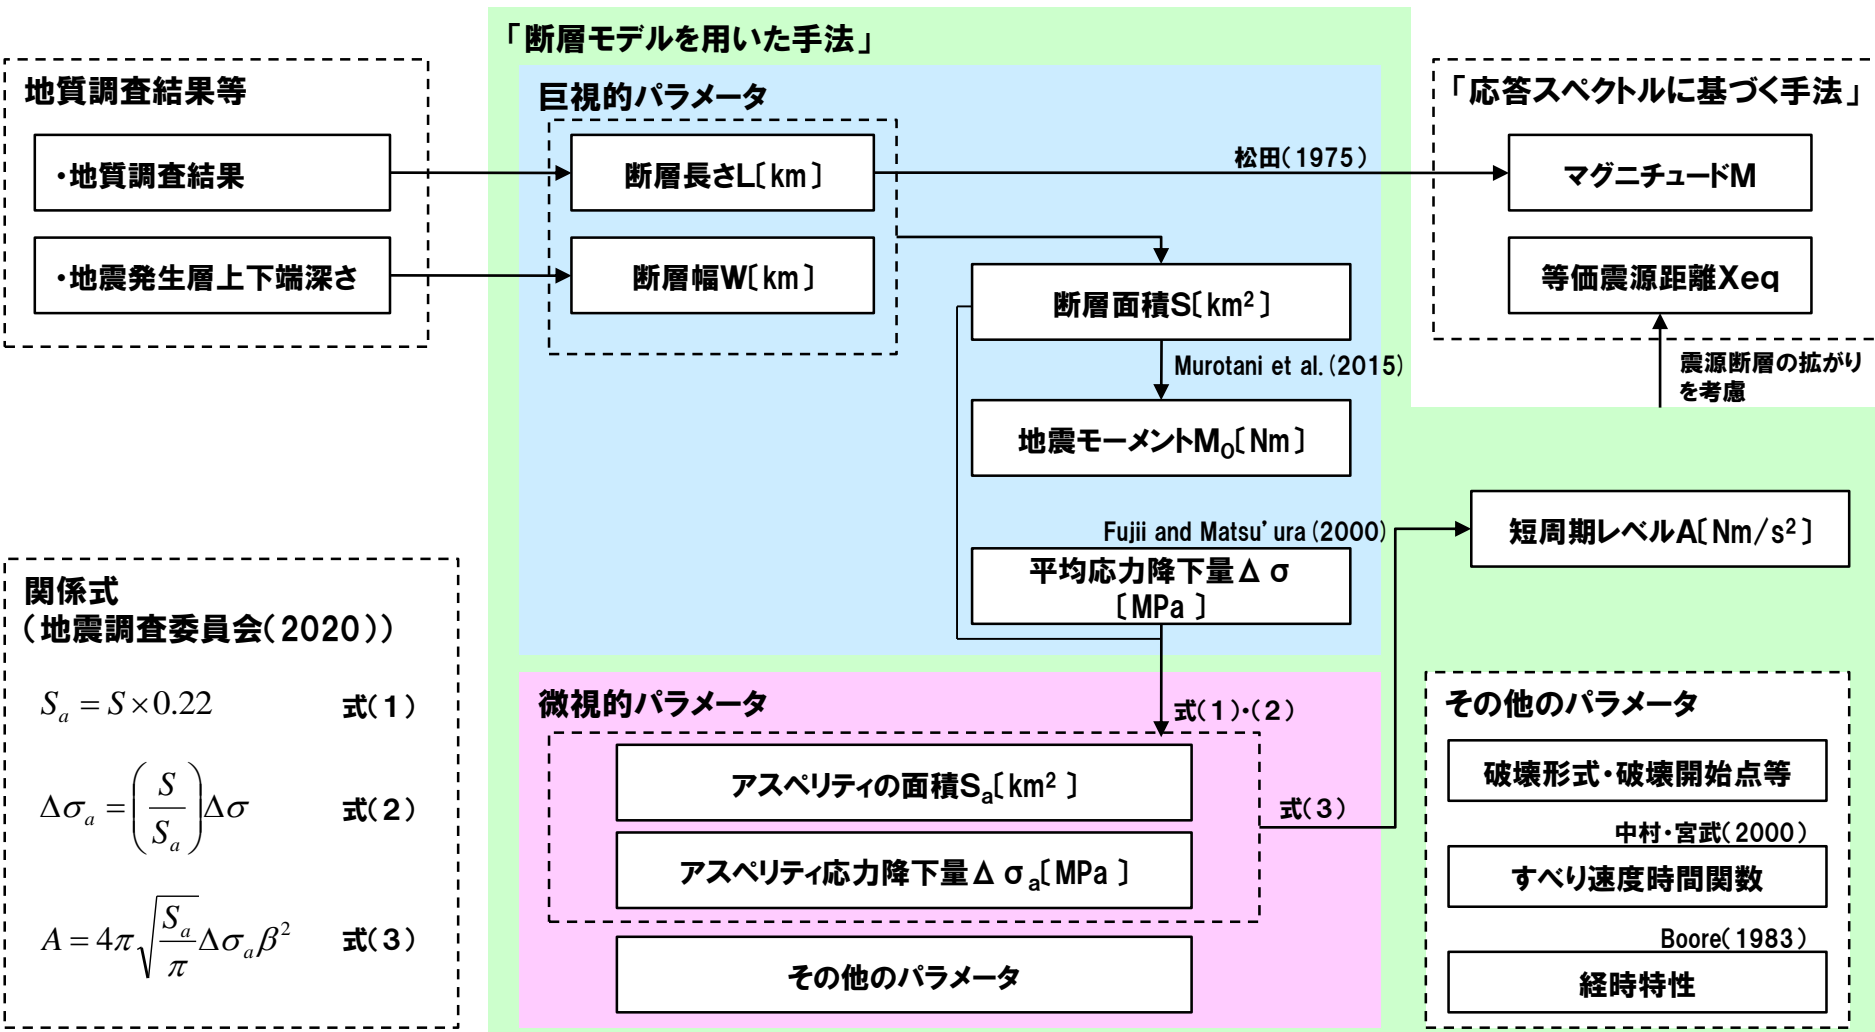 「断層モデルを用いた手法」
地質調査結果等
・地質調査結果
・地震発生層上下端深さ
巨視的パラメータ
断層長さL〔km〕
断層幅W〔km〕
松田(1975)
「応答スペクトルに基づく手法」
マグニチュードM
等価震源距離Xeq
震源断層の拡がり
を考慮
断層面積S〔km²〕
Murotani et al.(2015)
地震モーメントM₀〔Nm〕
Fujii and Matsu'ura(2000)
平均応力降下量Δσ
〔MPa〕
短周期レベルA〔Nm/s²〕
関係式
(地震調査委員会(2020))
Sₐ = S × 0.22 式(1)
Δσₐ = (S/Sₐ)Δσ 式(2)
A = 4π√(Sₐ/π) Δσₐβ² 式(3)
微視的パラメータ
式(1)・(2)
アスペリティの面積Sₐ〔km²〕
アスペリティ応力降下量Δσₐ〔MPa〕
式(3)
その他のパラメータ
その他のパラメータ
破壊形式・破壊開始点等
中村・宮武(2000)
すべり速度時間関数
Boore(1983)
経時特性